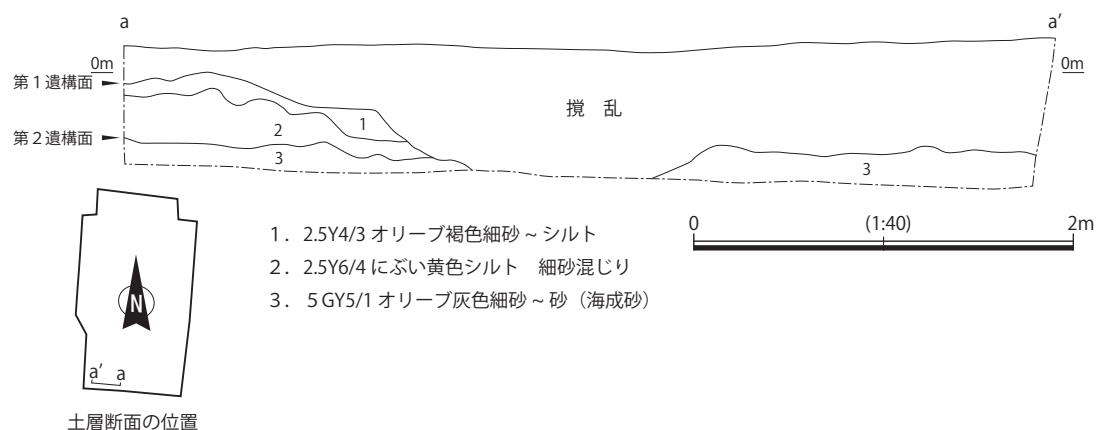 a a'
0m 0m
第1遺構面
撹 乱
1
2
第2遺構面
3
3
0 (1:40) 2m
1. 2.5Y4/3 オリーブ褐色細砂~シルト
2. 2.5Y6/4 にぶい黄色シルト 細砂混じり
3. 5GY5/1 オリーブ灰色細砂~砂(海成砂)
N
a' a
土層断面の位置